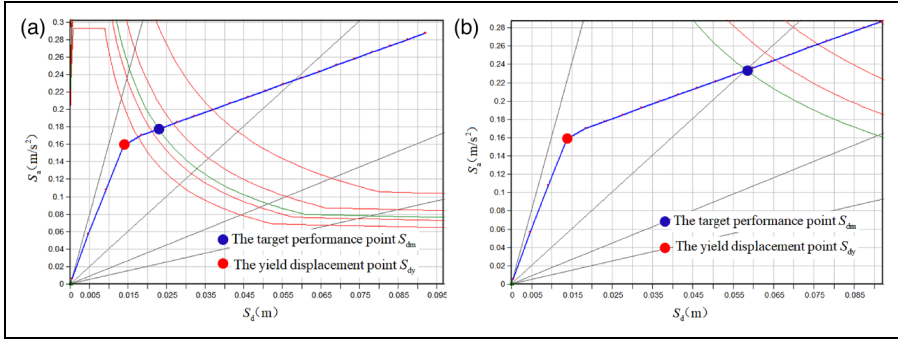 (a)
0.3
0.28
0.26
0.24
0.22
0.2
0.18
0.16
0.14
0.12
0.1
0.08
0.06
0.04
0.02
0
Sa(m/s²)
0 0.005 0.015 0.025 0.035 0.045 0.055 0.065 0.075 0.085 0.095
Sd(m)
The target performance point Sdm
The yield displacement point Sdy
(b)
0.28
0.26
0.24
0.22
0.2
0.18
0.16
0.14
0.12
0.1
0.08
0.06
0.04
0.02
0
Sa(m/s²)
0 0.005 0.015 0.025 0.035 0.045 0.055 0.065 0.075 0.085
Sd(m)
The target performance point Sdm
The yield displacement point Sdy